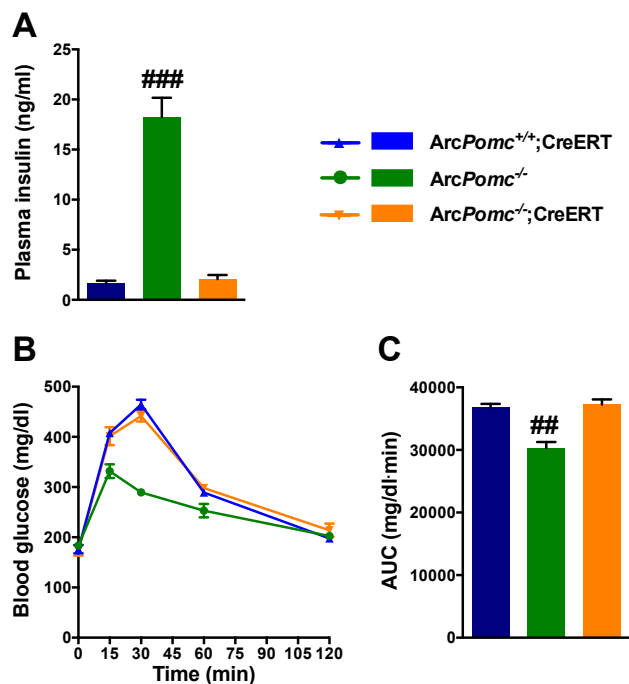 A
Plasma insulin (ng/ml)
25
20
15
10
5
0
###
ArcPomc+/+;CreERT
ArcPomc-/-
ArcPomc-/-;CreERT
B
Blood glucose (mg/dl)
500
400
300
200
100
0
0 15 30 45 60 75 90 105 120
Time (min)
C
AUC (mg/dl·min)
40000
30000
20000
10000
0
##